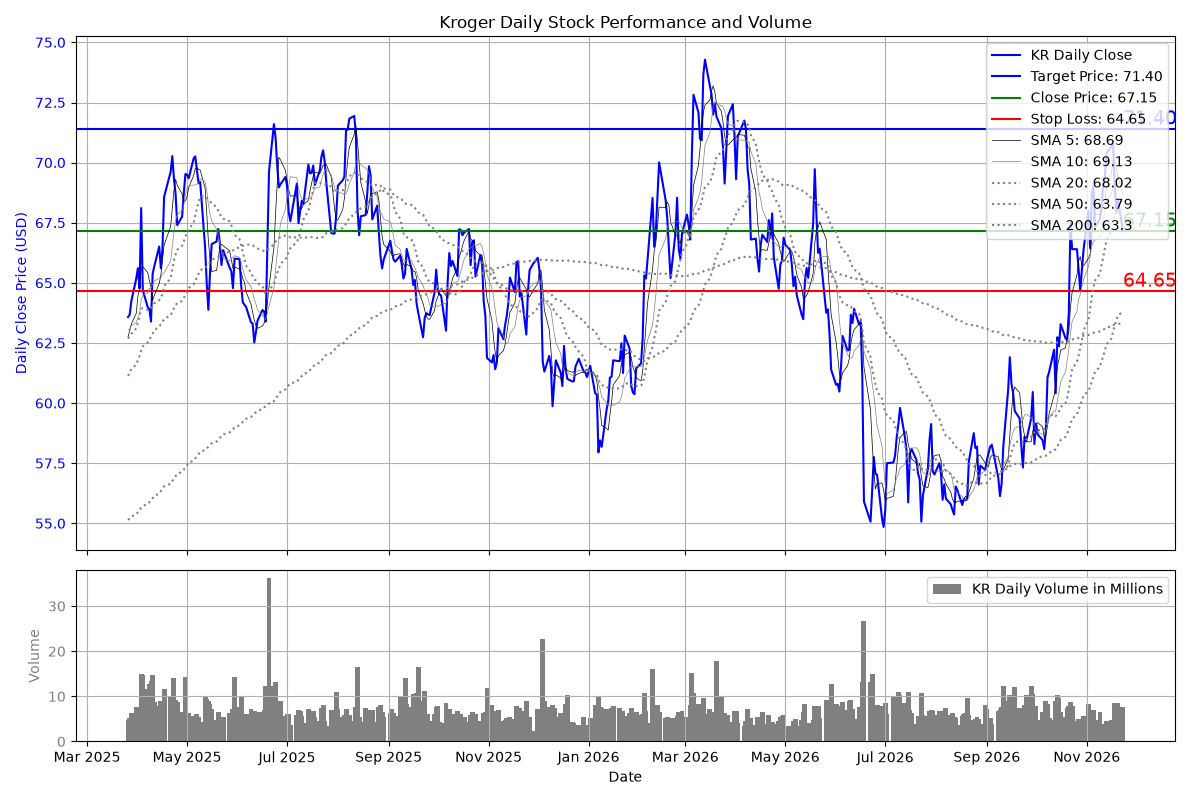 Kroger Daily Stock Performance and Volume
Daily Close Price (USD)
75.0
72.5
70.0
67.5
65.0
62.5
60.0
57.5
55.0
KR Daily Close
Target Price: 71.40
Close Price: 67.15
Stop Loss: 64.65
SMA 5: 68.69
SMA 10: 69.13
SMA 20: 68.02
SMA 50: 63.79
SMA 200: 63.3
71.40
67.15
64.65
Volume
30
20
10
0
KR Daily Volume in Millions
Mar 2025 May 2025 Jul 2025 Sep 2025 Nov 2025 Jan 2026 Mar 2026 May 2026 Jul 2026 Sep 2026 Nov 2026
Date